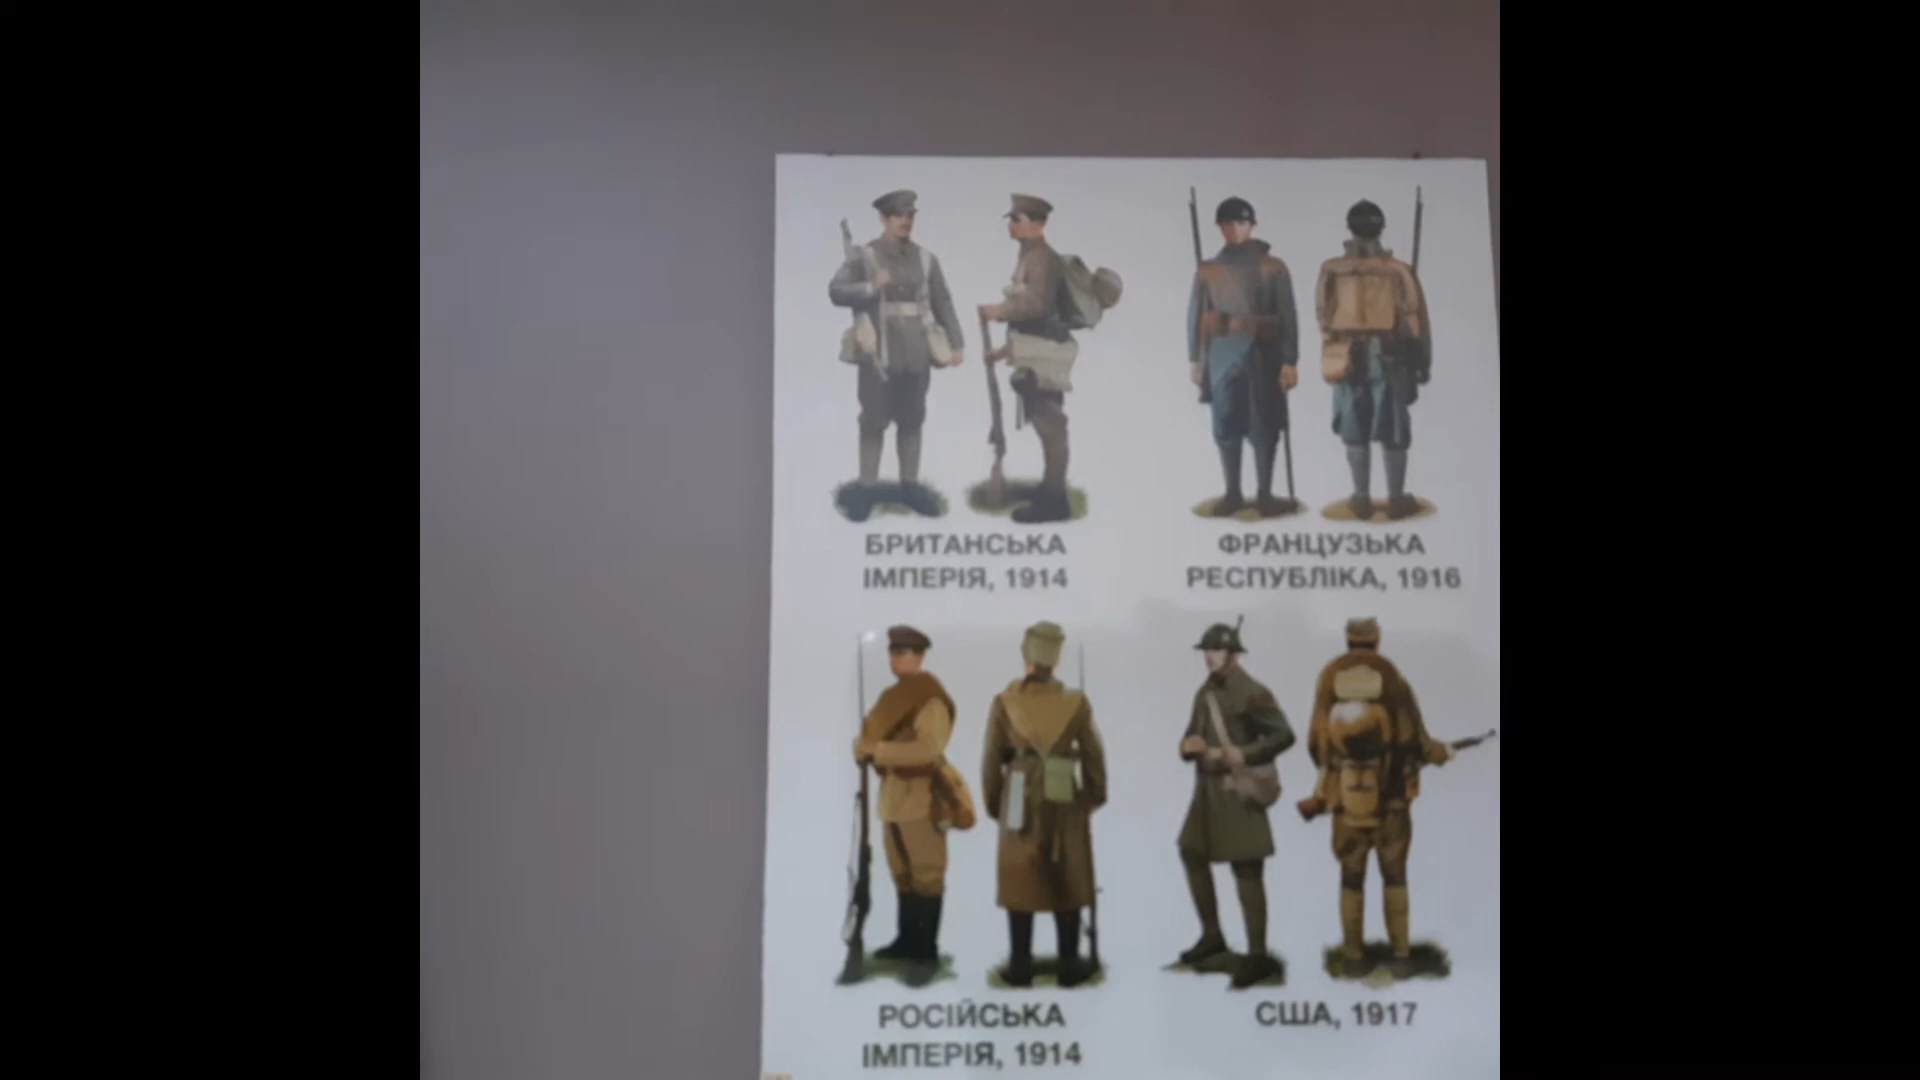 БРИТАНСЬКА
ІМПЕРІЯ, 1914
ФРАНЦУЗЬКА
РЕСПУБЛІКА, 1916
РОСІЙСЬКА
ІМПЕРІЯ, 1914
США, 1917